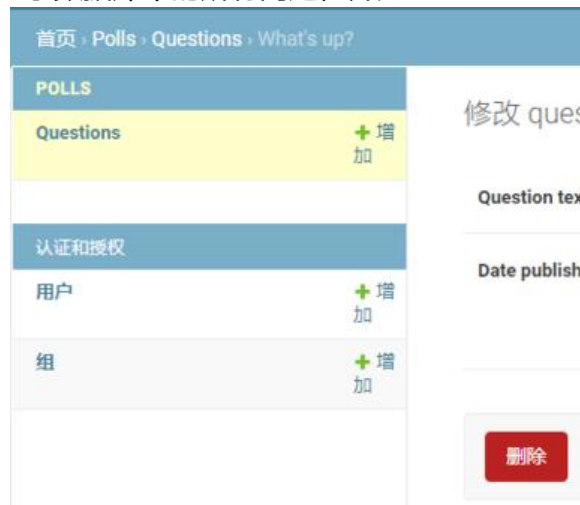 首页 › Polls › Questions › What's up?
POLLS
Questions
+ 增加
修改 ques
Question tex
认证和授权
Date publish
用户
+ 增加
组
+ 增加
删除